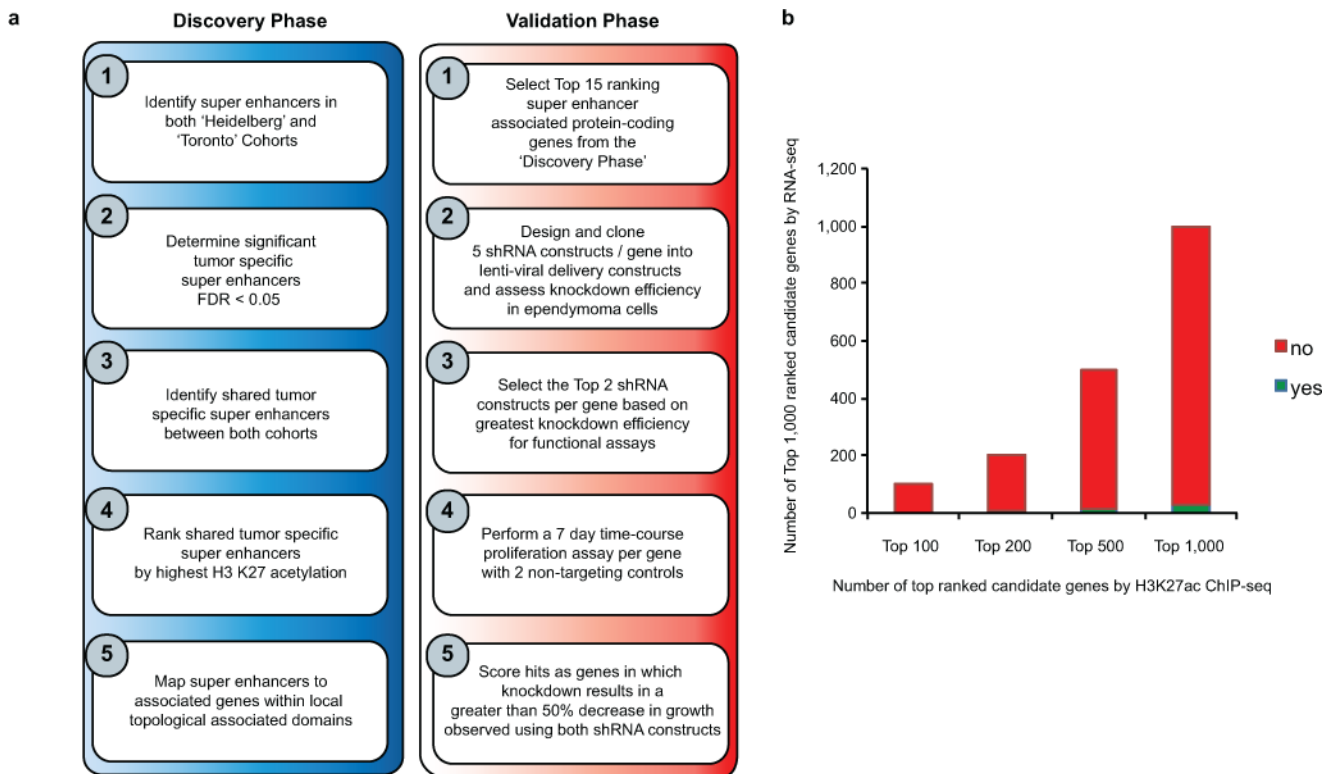 a
Discovery Phase
1
Identify super enhancers in
both ‘Heidelberg’ and
‘Toronto’ Cohorts
2
Determine significant
tumor specific
super enhancers
FDR < 0.05
3
Identify shared tumor
specific super enhancers
between both cohorts
4
Rank shared tumor specific
super enhancers
by highest H3 K27 acetylation
5
Map super enhancers to
associated genes within local
topological associated domains
Validation Phase
1
Select Top 15 ranking
super enhancer
associated protein-coding
genes from the
‘Discovery Phase’
2
Design and clone
5 shRNA constructs / gene into
lenti-viral delivery constructs
and assess knockdown efficiency
in ependymoma cells
3
Select the Top 2 shRNA
constructs per gene based on
greatest knockdown efficiency
for functional assays
4
Perform a 7 day time-course
proliferation assay per gene
with 2 non-targeting controls
5
Score hits as genes in which
knockdown results in a
greater than 50% decrease in growth
observed using both shRNA constructs
b
Number of Top 1,000 ranked candidate genes by RNA-seq
1,200
1,000
800
600
400
200
0
Top 100 Top 200 Top 500 Top 1,000
Number of top ranked candidate genes by H3K27ac ChIP-seq
no
yes